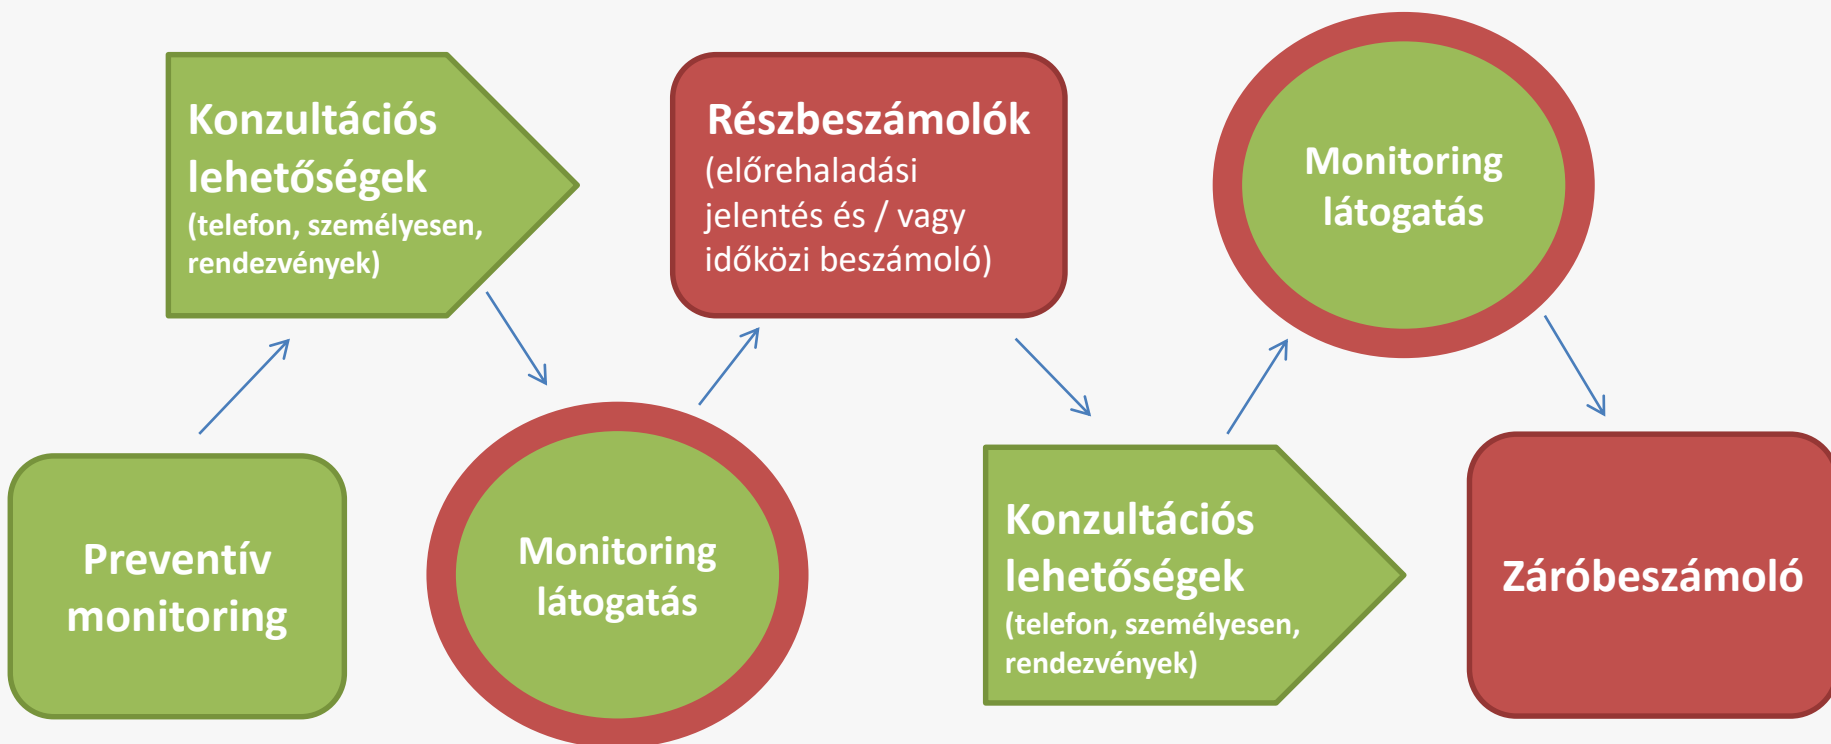 Preventív
monitoring
Konzultációs
lehetőségek
(telefon, személyesen,
rendezvények)
Monitoring
látogatás
Részbeszámolók
(előrehaladási
jelentés és / vagy
időközi beszámoló)
Konzultációs
lehetőségek
(telefon, személyesen,
rendezvények)
Monitoring
látogatás
Záróbeszámoló